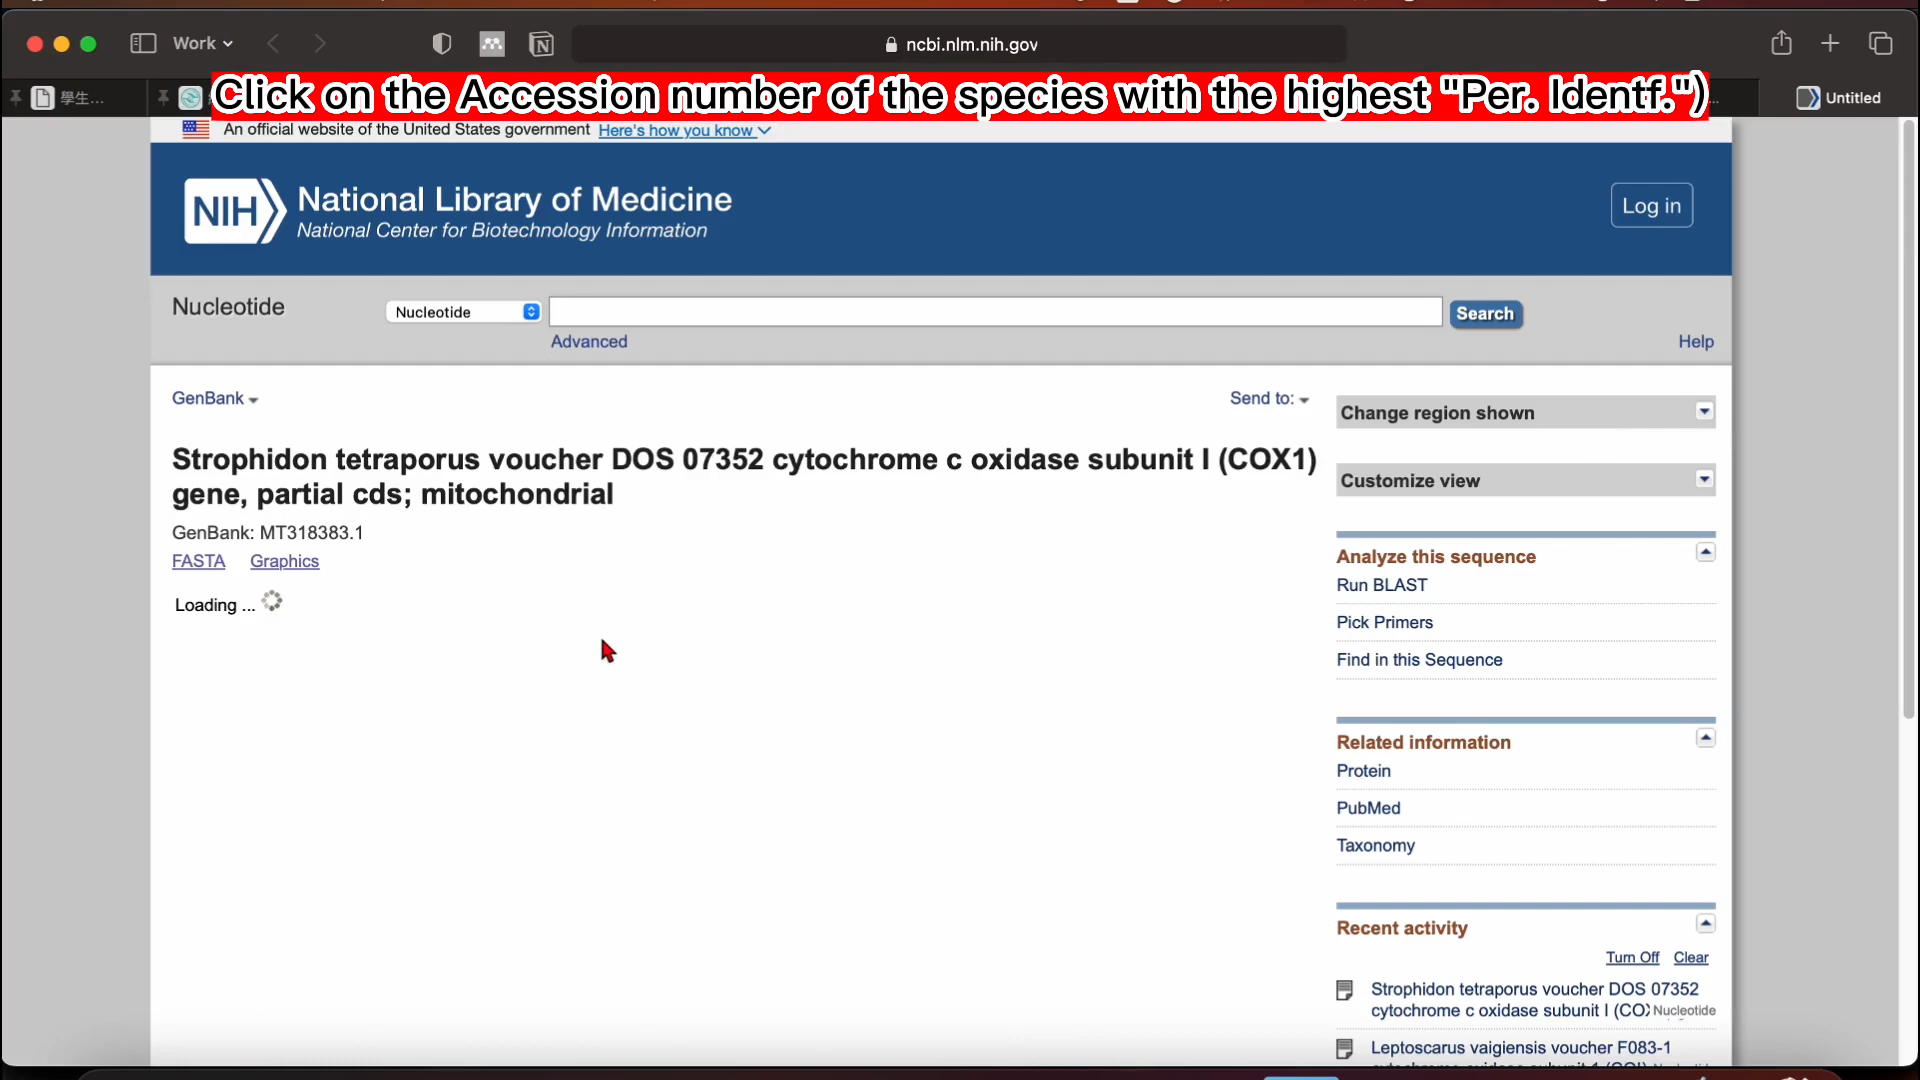 Work
ncbi.nlm.nih.gov
學生...
Click on the Accession number of the species with the highest "Per. Identf.")
Untitled
An official website of the United States government Here's how you know
NIH National Library of Medicine
National Center for Biotechnology Information
Log in
Nucleotide
Nucleotide
Search
Advanced
Help
GenBank
Send to:
Change region shown
Strophidon tetraporus voucher DOS 07352 cytochrome c oxidase subunit I (COX1)
gene, partial cds; mitochondrial
Customize view
GenBank: MT318383.1
FASTA Graphics
Loading ...
Analyze this sequence
Run BLAST
Pick Primers
Find in this Sequence
Related information
Protein
PubMed
Taxonomy
Recent activity
Turn Off Clear
Strophidon tetraporus voucher DOS 07352
cytochrome c oxidase subunit I (CO Nucleotide
Leptoscarus vaigiensis voucher F083-1